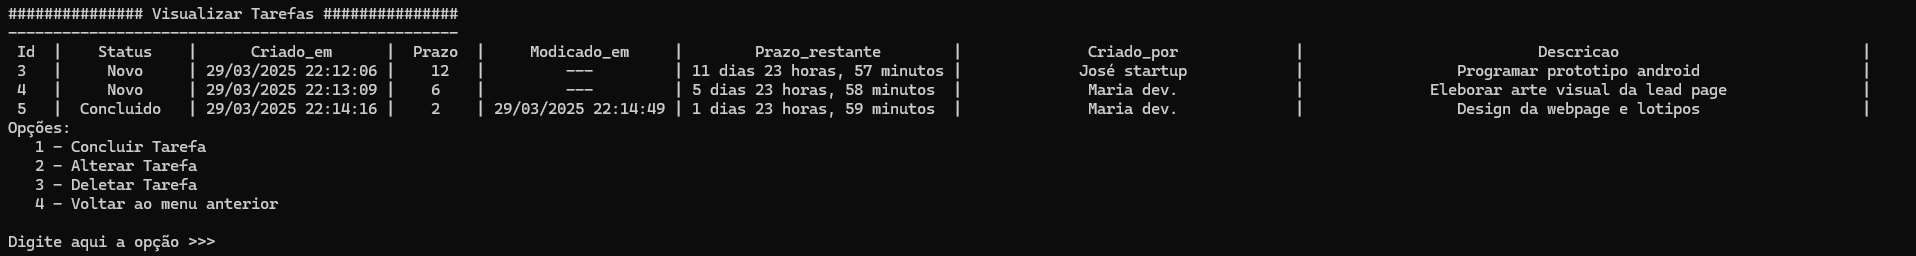 ############### Visualizar Tarefas ###############
--------------------------------------------------
Id | Status | Criado_em | Prazo | Modicado_em | Prazo_restante | Criado_por | Descricao |
3 | Novo | 29/03/2025 22:12:06 | 12 | --- | 11 dias 23 horas, 57 minutos | José startup | Programar prototipo android |
4 | Novo | 29/03/2025 22:13:09 | 6 | --- | 5 dias 23 horas, 58 minutos | Maria dev. | Eleborar arte visual da lead page |
5 | Concluido | 29/03/2025 22:14:16 | 2 | 29/03/2025 22:14:49 | 1 dias 23 horas, 59 minutos | Maria dev. | Design da webpage e lotipos |
Opções:
1 - Concluir Tarefa
2 - Alterar Tarefa
3 - Deletar Tarefa
4 - Voltar ao menu anterior
Digite aqui a opção >>>